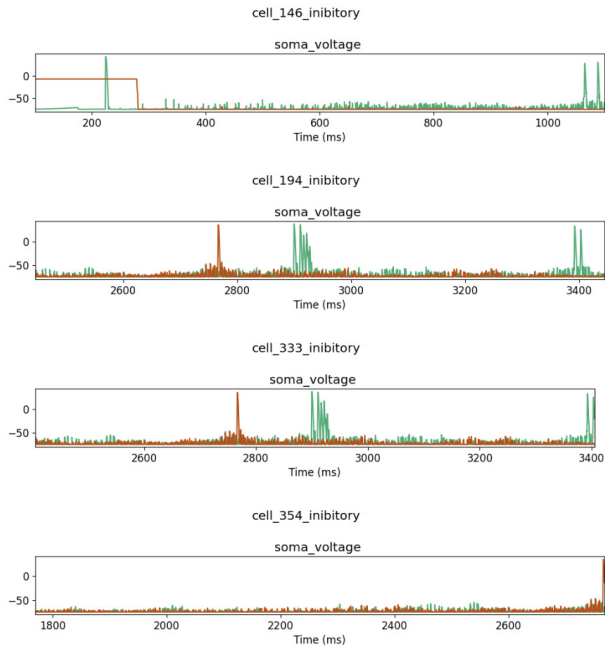 cell_146_inibitory
soma_voltage
0
−50
200 400 600 800 1000
Time (ms)
cell_194_inibitory
soma_voltage
0
−50
2600 2800 3000 3200 3400
Time (ms)
cell_333_inibitory
soma_voltage
0
−50
2600 2800 3000 3200 3400
Time (ms)
cell_354_inibitory
soma_voltage
0
−50
1800 2000 2200 2400 2600
Time (ms)